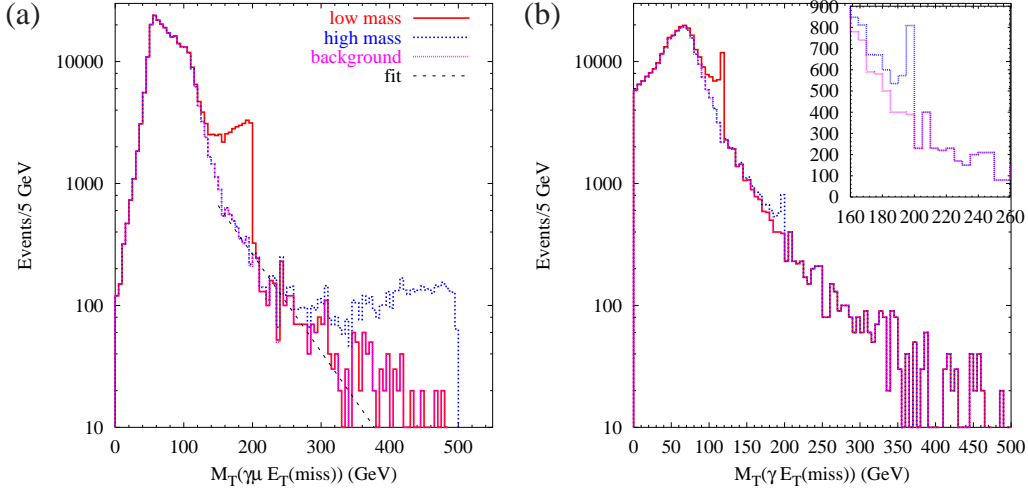 (a)
low mass
high mass
background
fit
10000
1000
100
10
Events/5 GeV
0 100 200 300 400 500
M_T(γμ E_T(miss)) (GeV)
(b)
10000
1000
100
10
Events/5 GeV
0 50 100 150 200 250 300 350 400 450 500
M_T(γ E_T(miss)) (GeV)
900
800
700
600
500
400
300
200
100
0
160 180 200 220 240 260